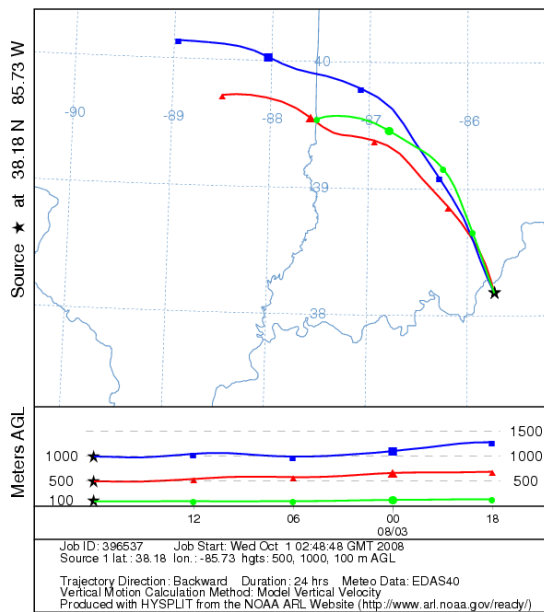 Source ★ at 38.18 N 85.73 W
40
-90
-89
-88
-87
-86
39
38
Meters AGL
1500
1000
1000
500
500
100
12
06
00
18
08/03
Job ID: 396537 Job Start: Wed Oct 1 02:48:48 GMT 2008
Source 1 lat.: 38.18 lon.: -85.73 hgts: 500, 1000, 100 m AGL
Trajectory Direction: Backward Duration: 24 hrs Meteo Data: EDAS40
Vertical Motion Calculation Method: Model Vertical Velocity
Produced with HYSPLIT from the NOAA ARL Website (http://www.arl.noaa.gov/ready/)